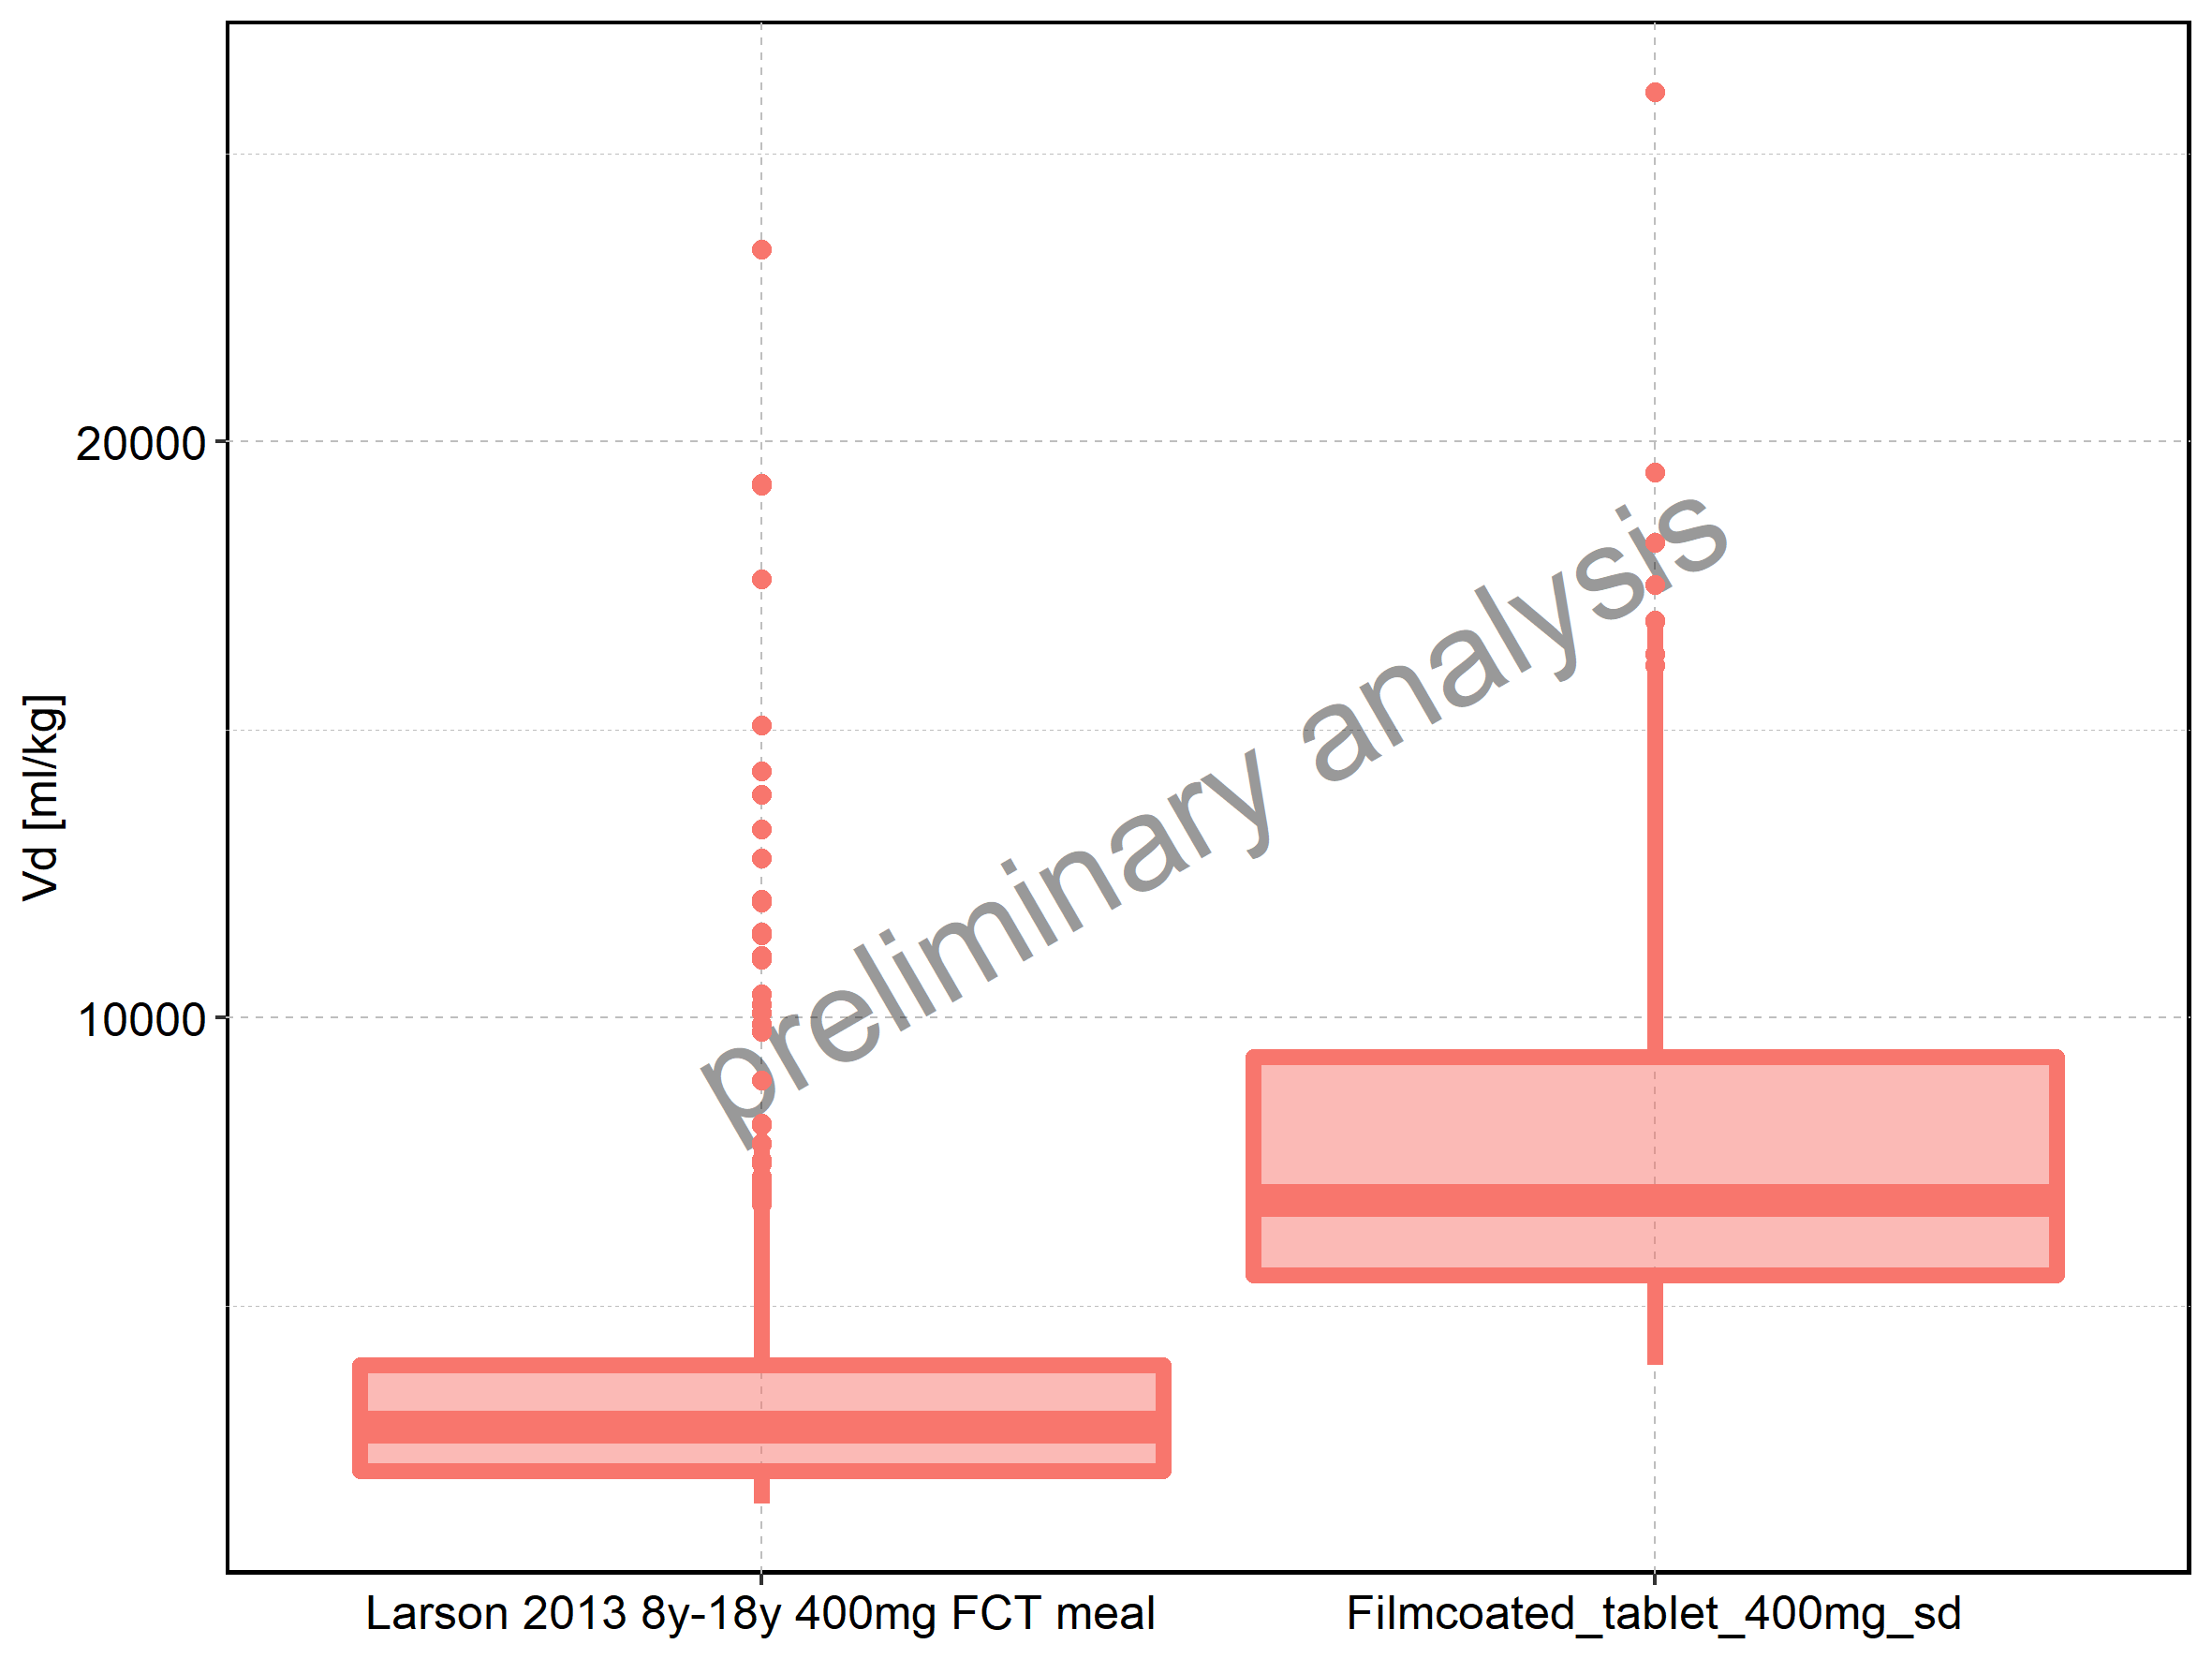 20000
10000
Vd [ml/kg]
preliminary analysis
Larson 2013 8y-18y 400mg FCT meal
Filmcoated_tablet_400mg_sd